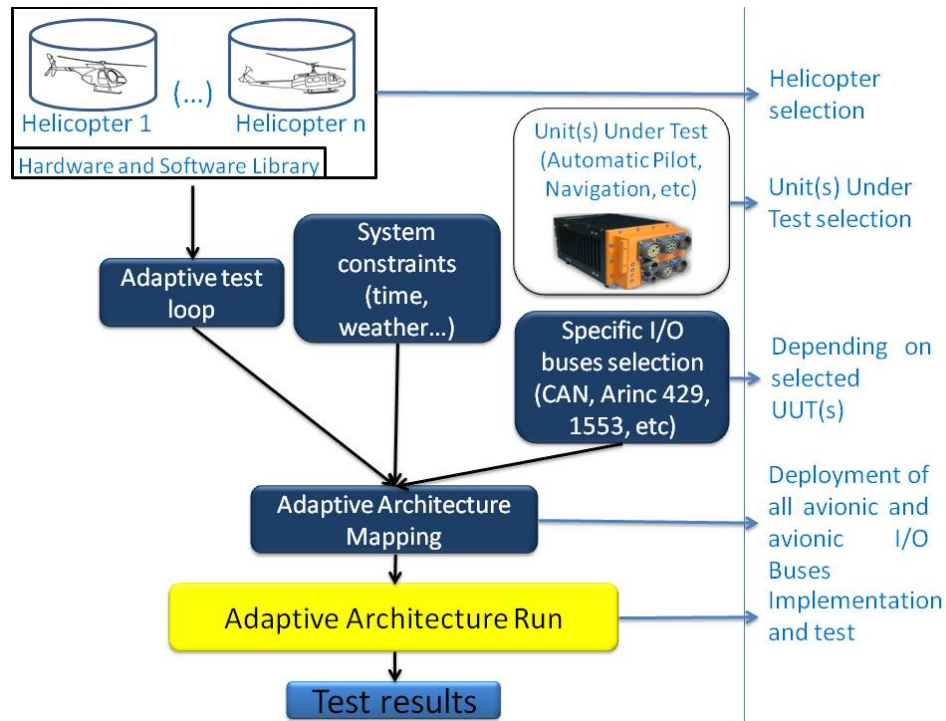 Helicopter 1
(...)
Helicopter n
Hardware and Software Library
Helicopter
selection
Unit(s) Under Test
(Automatic Pilot,
Navigation, etc)
Unit(s) Under
Test selection
Adaptive test
loop
System
constraints
(time,
weather...)
Specific I/O
buses selection
(CAN, Arinc 429,
1553, etc)
Depending on
selected
UUT(s)
Adaptive Architecture
Mapping
Deployment of
all avionic and
avionic I/O
Buses
Adaptive Architecture Run
Implementation
and test
Test results